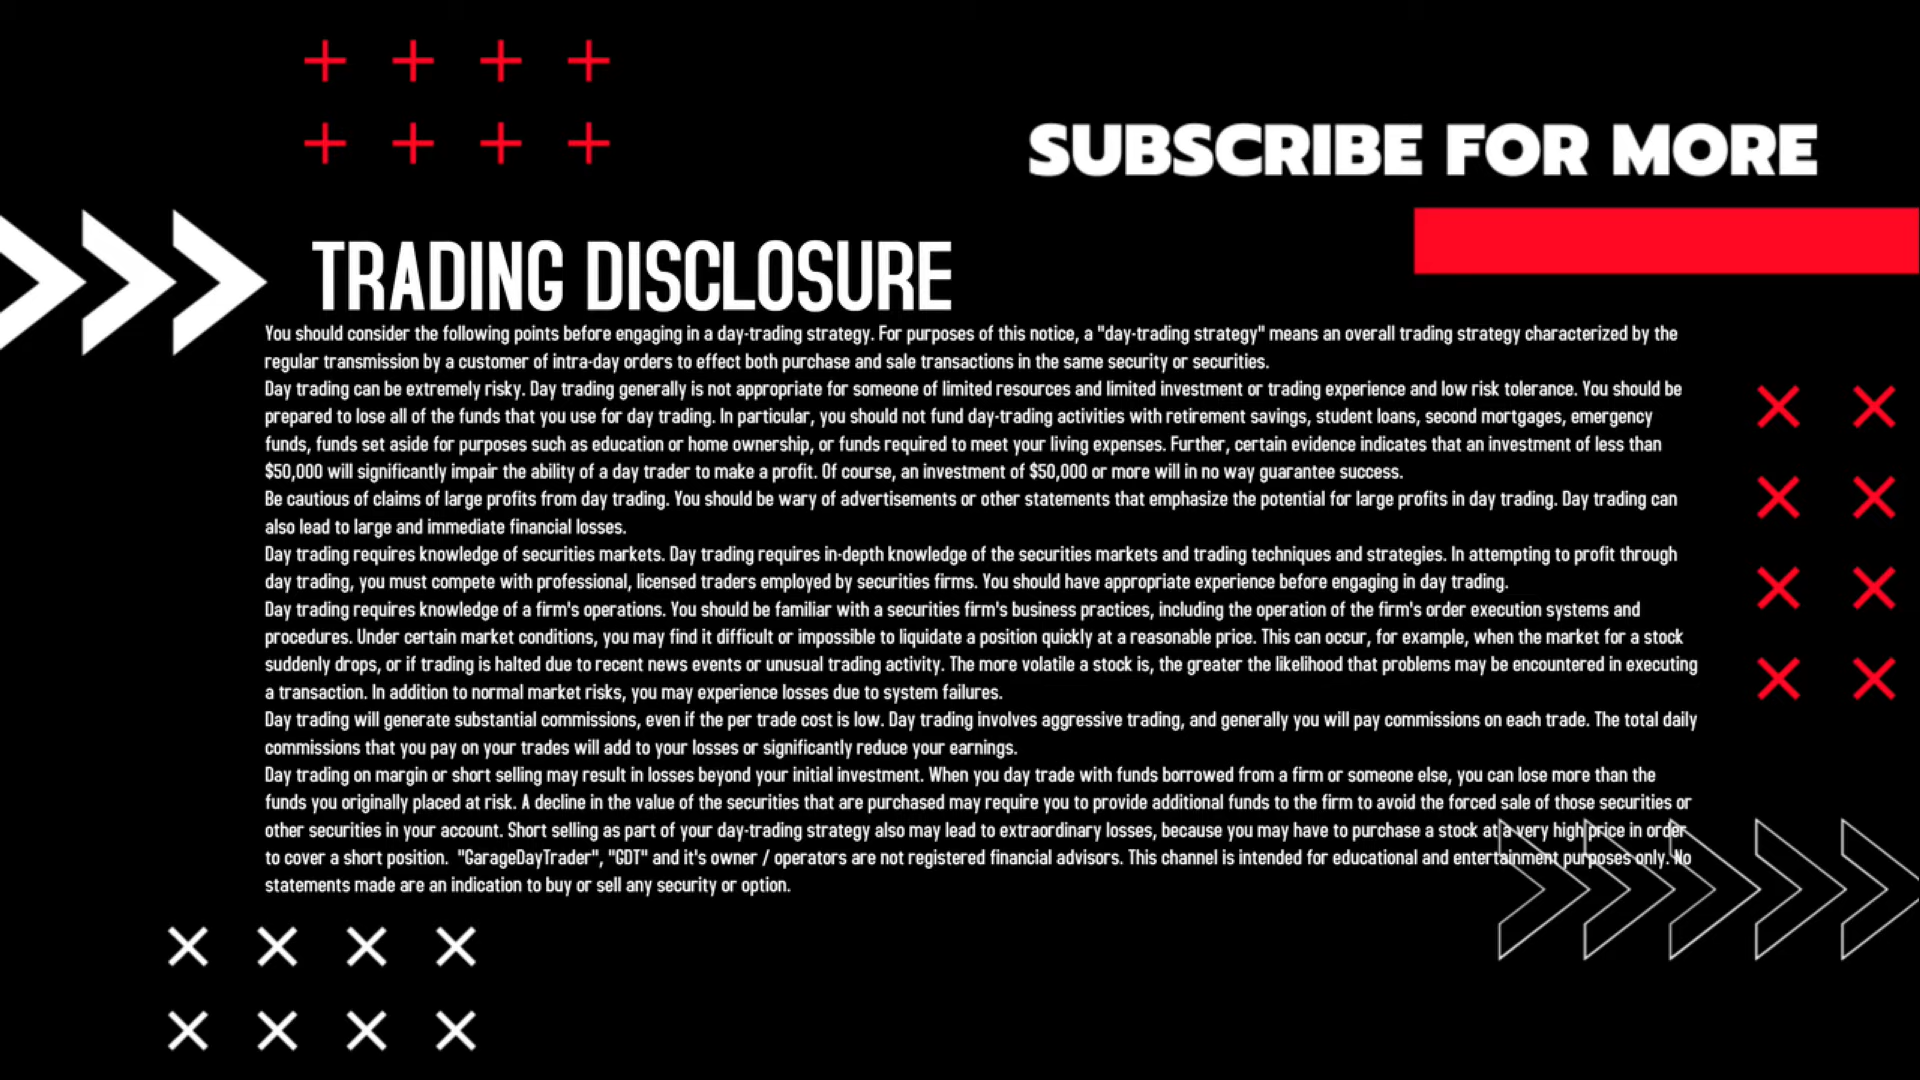 SUBSCRIBE FOR MORE
TRADING DISCLOSURE
You should consider the following points before engaging in a day-trading strategy. For purposes of this notice, a "day-trading strategy" means an overall trading strategy characterized by the
regular transmission by a customer of intra-day orders to effect both purchase and sale transactions in the same security or securities.
Day trading can be extremely risky. Day trading generally is not appropriate for someone of limited resources and limited investment or trading experience and low risk tolerance. You should be
prepared to lose all of the funds that you use for day trading. In particular, you should not fund day-trading activities with retirement savings, student loans, second mortgages, emergency
funds, funds set aside for purposes such as education or home ownership, or funds required to meet your living expenses. Further, certain evidence indicates that an investment of less than
$50,000 will significantly impair the ability of a day trader to make a profit. Of course, an investment of $50,000 or more will in no way guarantee success.
Be cautious of claims of large profits from day trading. You should be wary of advertisements or other statements that emphasize the potential for large profits in day trading. Day trading can
also lead to large and immediate financial losses.
Day trading requires knowledge of securities markets. Day trading requires in-depth knowledge of the securities markets and trading techniques and strategies. In attempting to profit through
day trading, you must compete with professional, licensed traders employed by securities firms. You should have appropriate experience before engaging in day trading.
Day trading requires knowledge of a firm's operations. You should be familiar with a securities firm's business practices, including the operation of the firm's order execution systems and
procedures. Under certain market conditions, you may find it difficult or impossible to liquidate a position quickly at a reasonable price. This can occur, for example, when the market for a stock
suddenly drops, or if trading is halted due to recent news events or unusual trading activity. The more volatile a stock is, the greater the likelihood that problems may be encountered in executing
a transaction. In addition to normal market risks, you may experience losses due to system failures.
Day trading will generate substantial commissions, even if the per trade cost is low. Day trading involves aggressive trading, and generally you will pay commissions on each trade. The total daily
commissions that you pay on your trades will add to your losses or significantly reduce your earnings.
Day trading on margin or short selling may result in losses beyond your initial investment. When you day trade with funds borrowed from a firm or someone else, you can lose more than the
funds you originally placed at risk. A decline in the value of the securities that are purchased may require you to provide additional funds to the firm to avoid the forced sale of those securities or
other securities in your account. Short selling as part of your day-trading strategy also may lead to extraordinary losses, because you may have to purchase a stock at a very high price in order
to cover a short position. "GarageDayTrader", "GDT" and it's owner / operators are not registered financial advisors. This channel is intended for educational and entertainment purposes only. No
statements made are an indication to buy or sell any security or option.